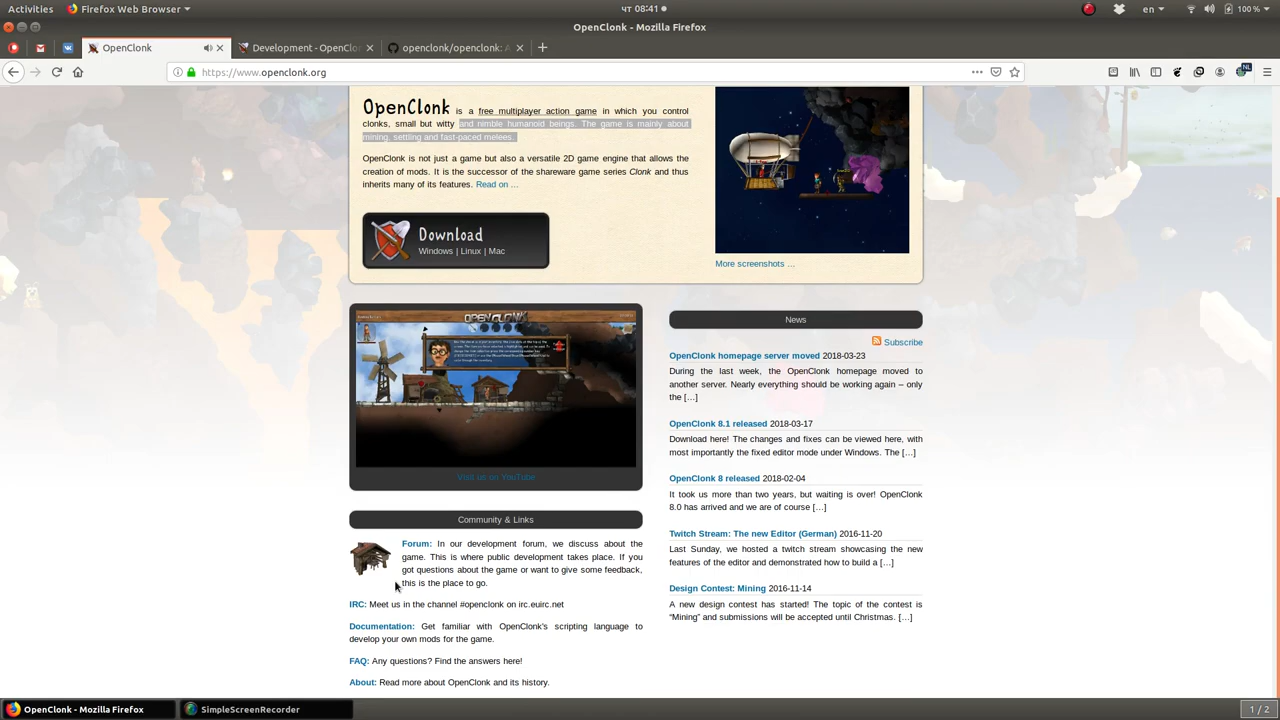 Activities Firefox Web Browser чт 08:41 en 100 %
OpenClonk - Mozilla Firefox
OpenClonk Development - OpenClo openclonk/openclonk: A
https://www.openclonk.org NL
OpenClonk is a free multiplayer action game in which you control
clonks, small but witty and nimble humanoid beings. The game is mainly about
mining, settling and fast-paced melees.
OpenClonk is not just a game but also a versatile 2D game engine that allows the
creation of mods. It is the successor of the shareware game series Clonk and thus
inherits many of its features. Read on ...
Download
Windows | Linux | Mac
More screenshots ...
OPENCLONK
Visit us on YouTube
Community & Links
Forum: In our development forum, we discuss about the
game. This is where public development takes place. If you
got questions about the game or want to give some feedback,
this is the place to go.
IRC: Meet us in the channel #openclonk on irc.euirc.net
Documentation: Get familiar with OpenClonk's scripting language to
develop your own mods for the game.
FAQ: Any questions? Find the answers here!
About: Read more about OpenClonk and its history.
News
Subscribe
OpenClonk homepage server moved 2018-03-23
During the last week, the OpenClonk homepage moved to
another server. Nearly everything should be working again – only
the [...]
OpenClonk 8.1 released 2018-03-17
Download here! The changes and fixes can be viewed here, with
most importantly the fixed editor mode under Windows. The [...]
OpenClonk 8 released 2018-02-04
It took us more than two years, but waiting is over! OpenClonk
8.0 has arrived and we are of course [...]
Twitch Stream: The new Editor (German) 2016-11-20
Last Sunday, we hosted a twitch stream showcasing the new
features of the editor and demonstrated how to build a [...]
Design Contest: Mining 2016-11-14
A new design contest has started! The topic of the contest is
“Mining” and submissions will be accepted until Christmas. [...]
OpenClonk - Mozilla Firefox SimpleScreenRecorder 1 / 2